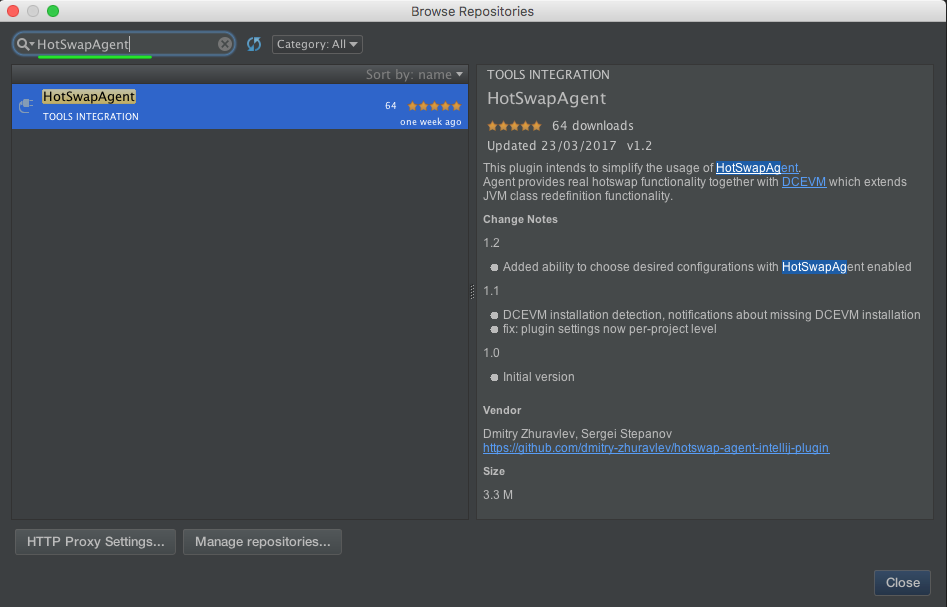 Browse Repositories
HotSwapAgent
Category: All
Sort by: name
HotSwapAgent
64
TOOLS INTEGRATION
one week ago
TOOLS INTEGRATION
HotSwapAgent
64 downloads
Updated 23/03/2017 v1.2
This plugin intends to simplify the usage of HotSwapAgent.
Agent provides real hotswap functionality together with DCEVM which extends
JVM class redefinition functionality.
Change Notes
1.2
Added ability to choose desired configurations with HotSwapAgent enabled
1.1
DCEVM installation detection, notifications about missing DCEVM installation
fix: plugin settings now per-project level
1.0
Initial version
Vendor
Dmitry Zhuravlev, Sergei Stepanov
https://github.com/dmitry-zhuravlev/hotswap-agent-intellij-plugin
Size
3.3 M
HTTP Proxy Settings...
Manage repositories...
Close